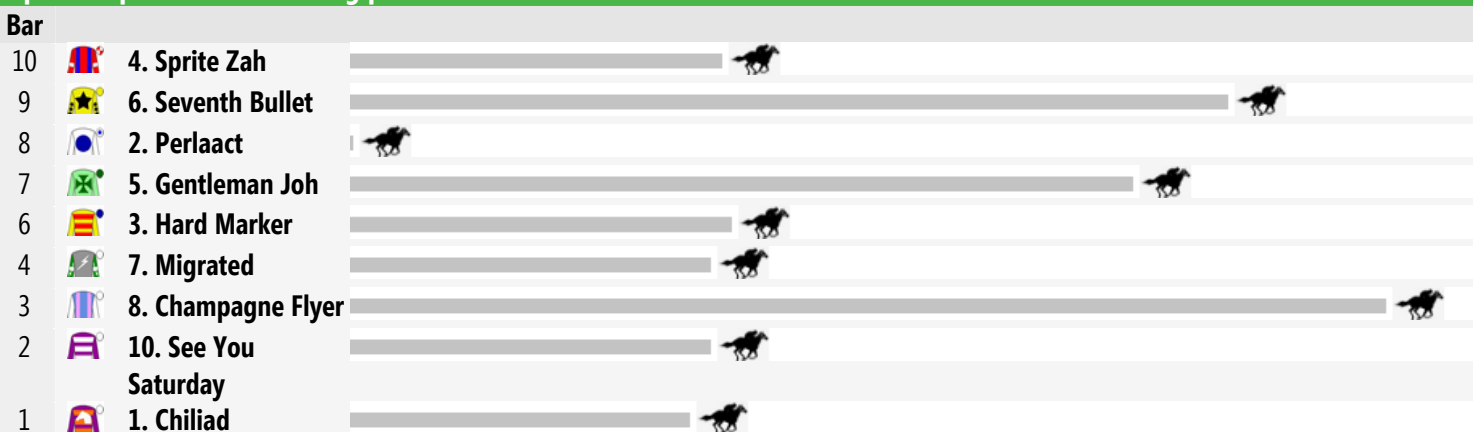 Bar
10 4. Sprite Zah
9 6. Seventh Bullet
8 2. Perlaact
7 5. Gentleman Joh
6 3. Hard Marker
4 7. Migrated
3 8. Champagne Flyer
2 10. See You
Saturday
1 1. Chiliad